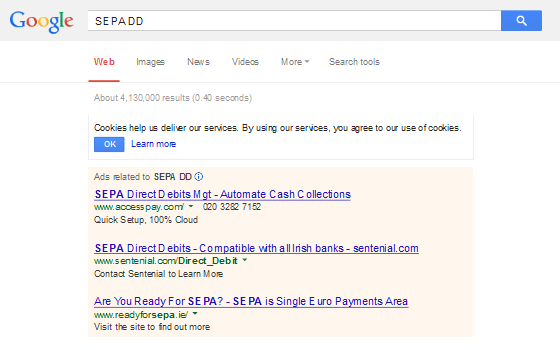 Google
SEPA DD
Web Images News Videos More Search tools
About 4,130,000 results (0.40 seconds)
Cookies help us deliver our services. By using our services, you agree to our use of cookies.
OK Learn more
Ads related to SEPA DD
SEPA Direct Debits Mgt - Automate Cash Collections
www.accesspay.com/ 020 3282 7152
Quick Setup, 100% Cloud
SEPA Direct Debits - Compatible with all Irish banks - sentenial.com
www.sentenial.com/Direct_Debit
Contact Sentenial to Learn More
Are You Ready For SEPA? - SEPA is Single Euro Payments Area
www.readyforsepa.ie/
Visit the site to find out more